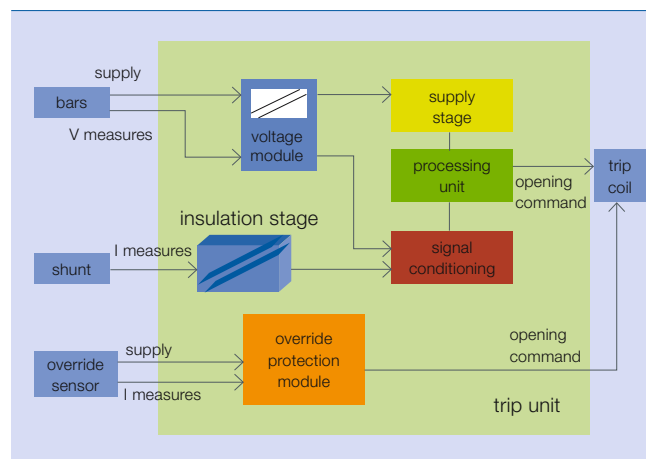 supply
bars
V measures
voltage
module
supply
stage
processing
unit
opening
command
trip
coil
insulation stage
I measures
shunt
signal
conditioning
supply
override
sensor
I measures
override
protection
module
opening
command
trip unit